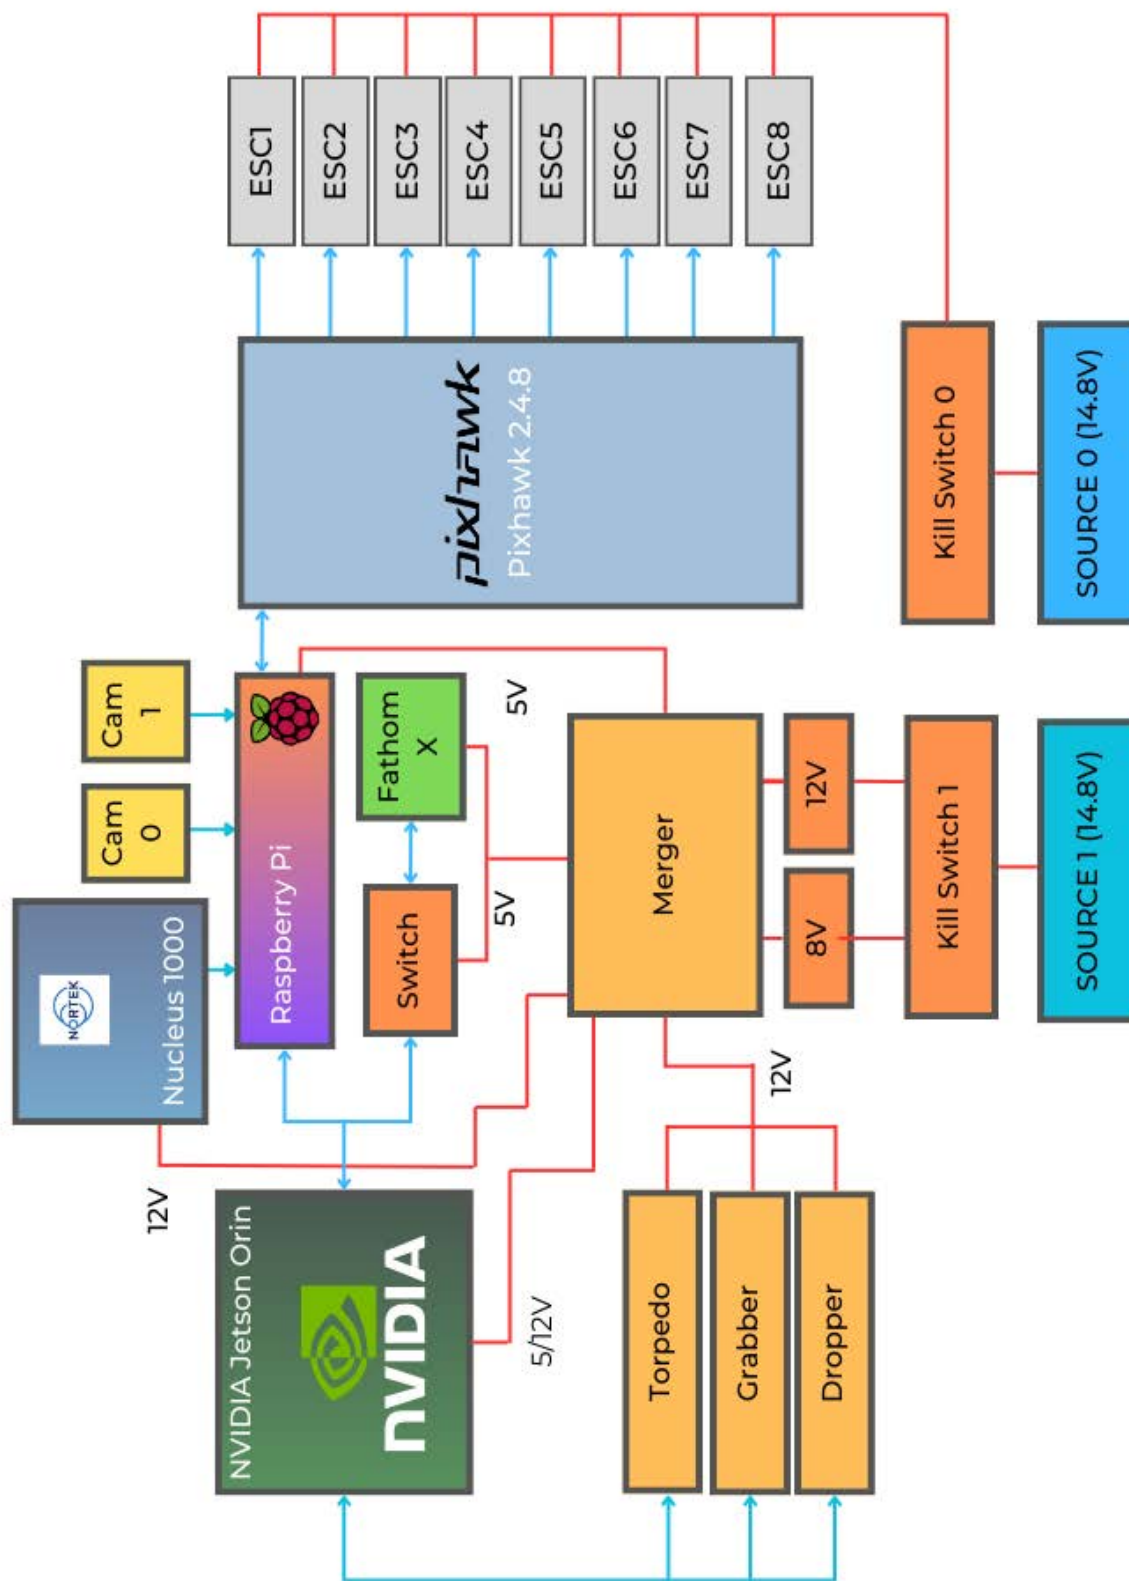 NVIDIA Jetson Orin
NVIDIA
NORTEK
Nucleus 1000
12V
Cam
0
Cam
1
Raspberry Pi
Switch
Fathom
X
5V
5V
pixhawk
Pixhawk 2.4.8
ESC1
ESC2
ESC3
ESC4
ESC5
ESC6
ESC7
ESC8
5/12V
Torpedo
Grabber
Dropper
12V
Merger
8V
12V
Kill Switch 1
SOURCE 1 (14.8V)
Kill Switch 0
SOURCE 0 (14.8V)